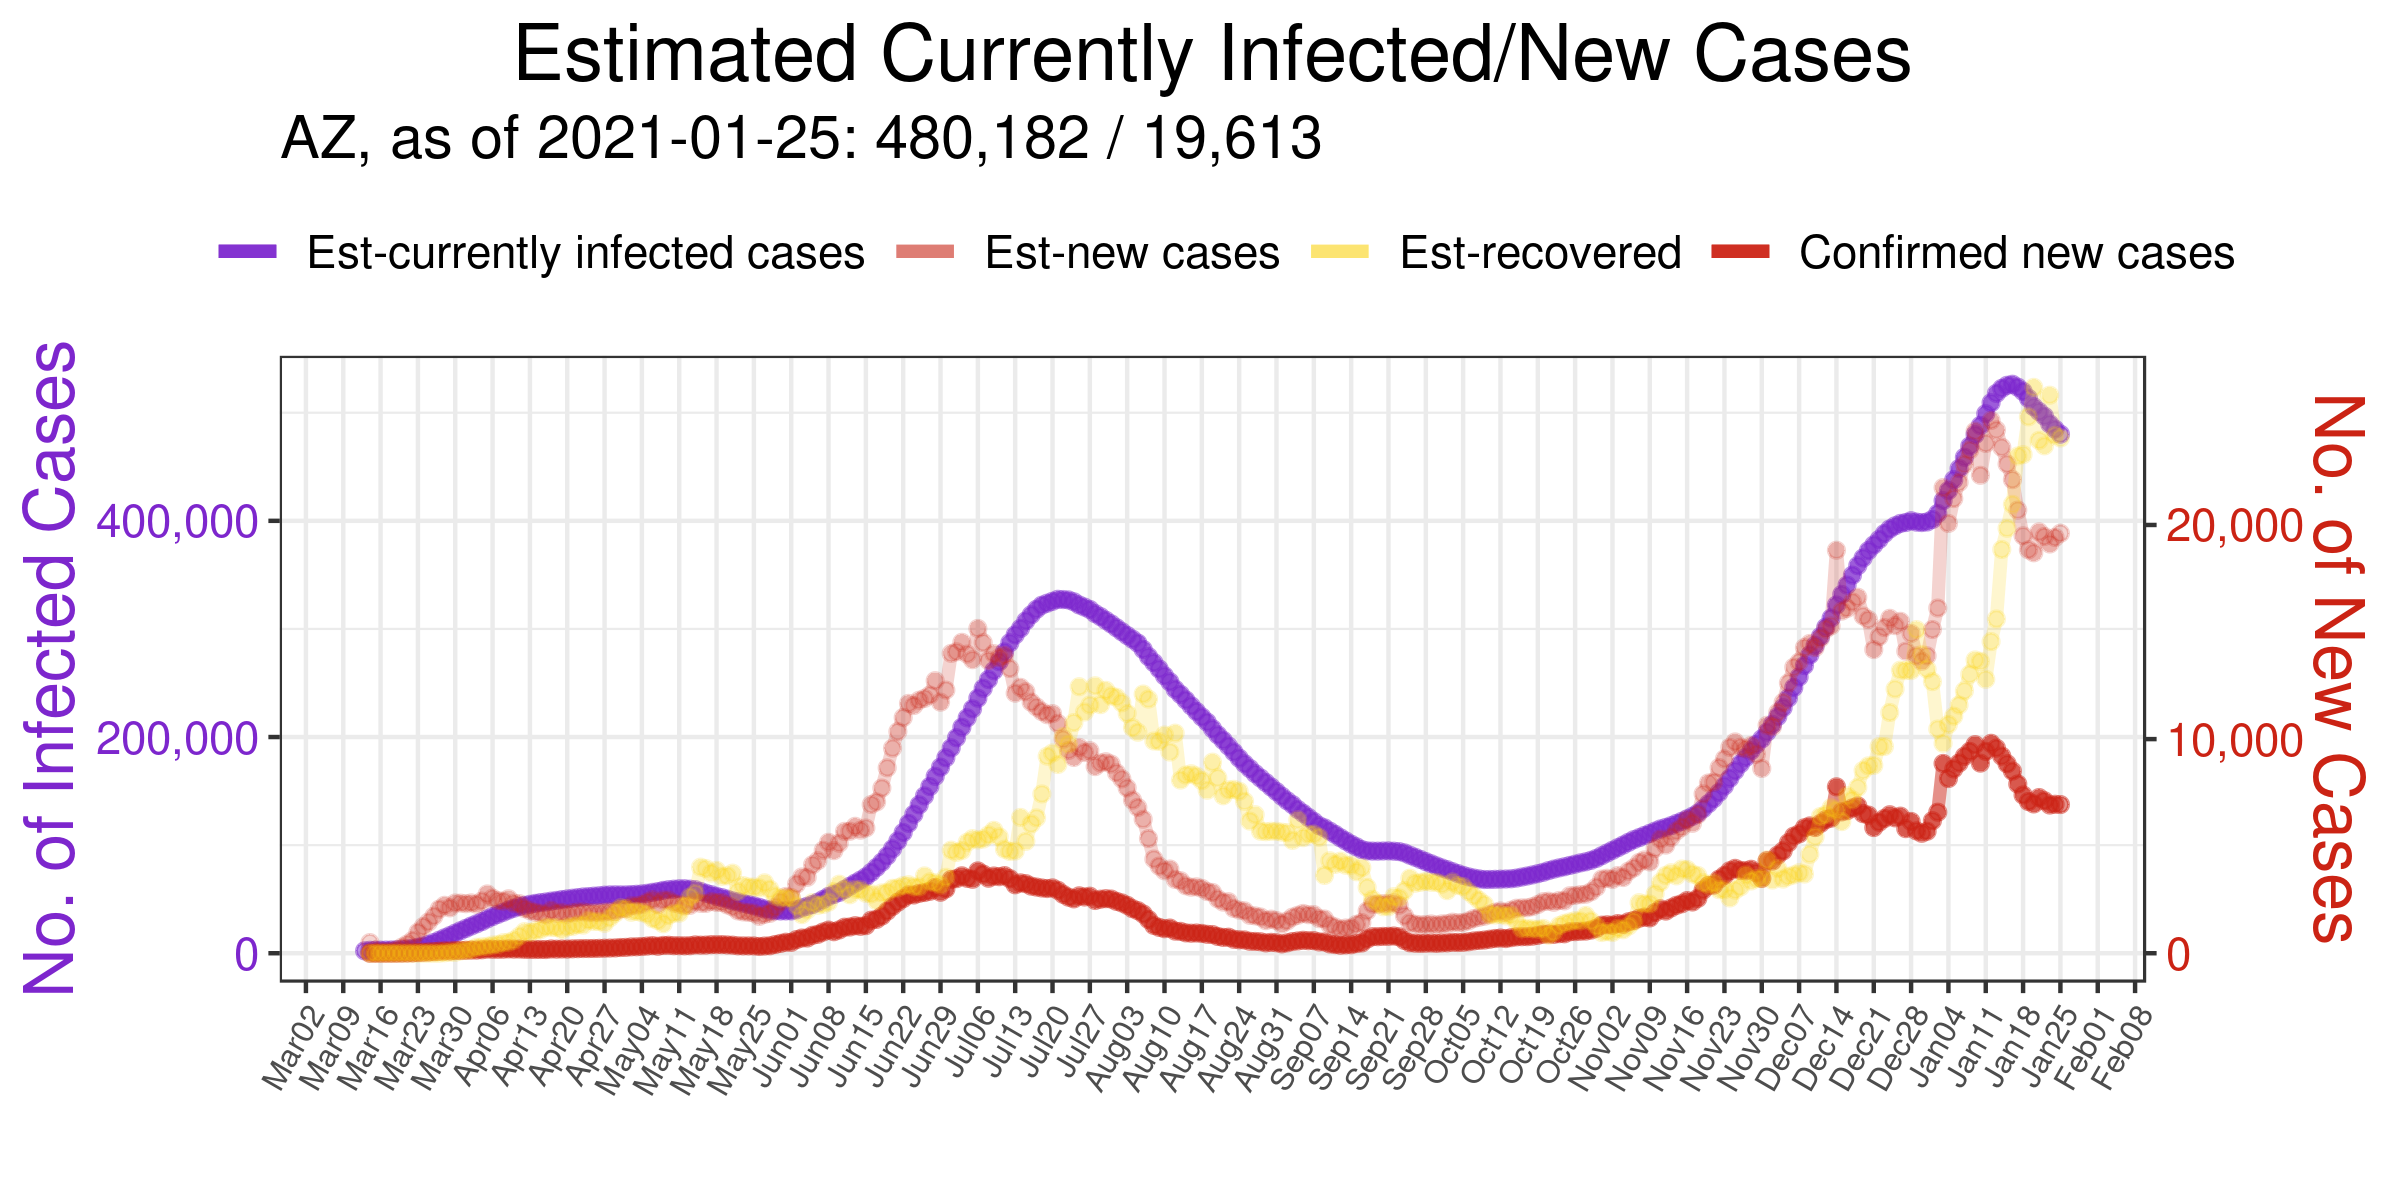 Estimated Currently Infected/New Cases
AZ, as of 2021-01-25: 480,182 / 19,613
Est-currently infected cases
Est-new cases
Est-recovered
Confirmed new cases
No. of Infected Cases
400,000
200,000
0
20,000
10,000
0
No. of New Cases
Mar02
Mar09
Mar16
Mar23
Mar30
Apr06
Apr13
Apr20
Apr27
May04
May11
May18
May25
Jun01
Jun08
Jun15
Jun22
Jun29
Jul06
Jul13
Jul20
Jul27
Aug03
Aug10
Aug17
Aug24
Aug31
Sep07
Sep14
Sep21
Sep28
Oct05
Oct12
Oct19
Oct26
Nov02
Nov09
Nov16
Nov23
Nov30
Dec07
Dec14
Dec21
Dec28
Jan04
Jan11
Jan18
Jan25
Feb01
Feb08